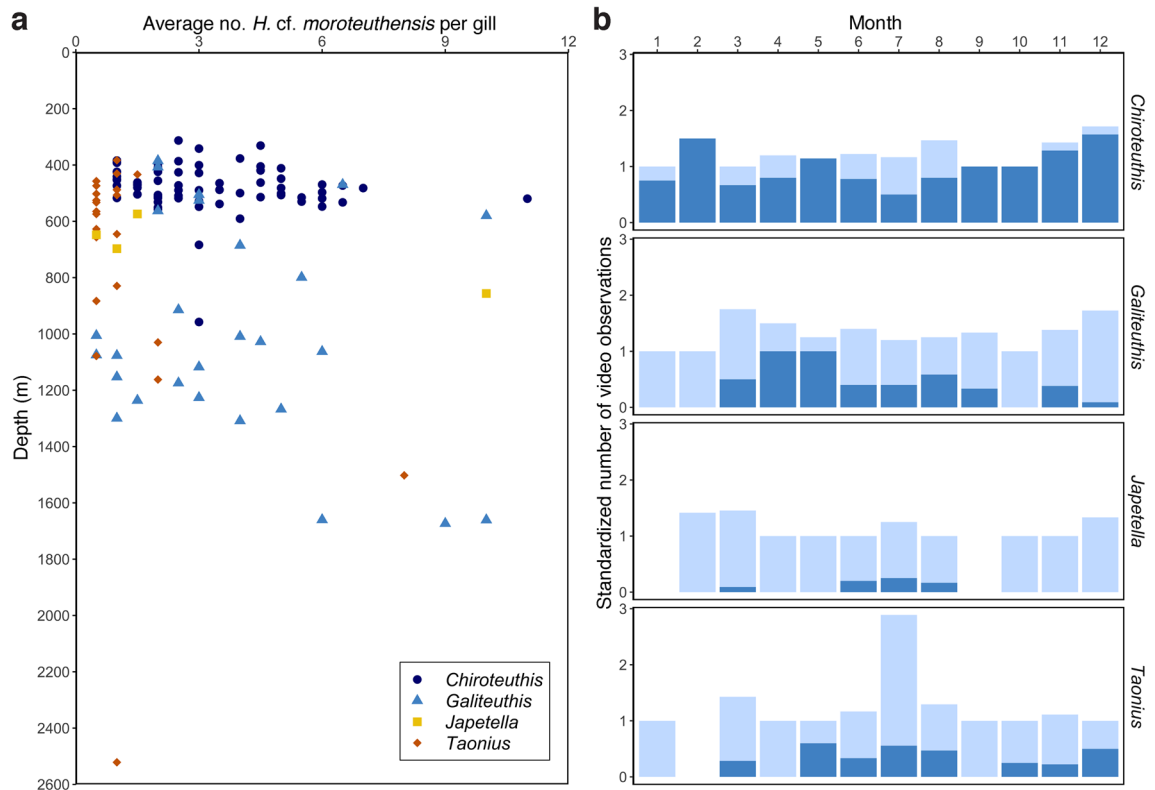 a
Average no. H. cf. moroteuthensis per gill
0 3 6 9 12
0
200
400
600
800
1000
1200
1400
1600
1800
2000
2200
2400
2600
Depth (m)
Chiroteuthis
Galiteuthis
Japetella
Taonius
b
Month
1 2 3 4 5 6 7 8 9 10 11 12
Standardized number of video observations
3
2
1
0
Chiroteuthis
3
2
1
0
Galiteuthis
3
2
1
0
Japetella
3
2
1
0
Taonius